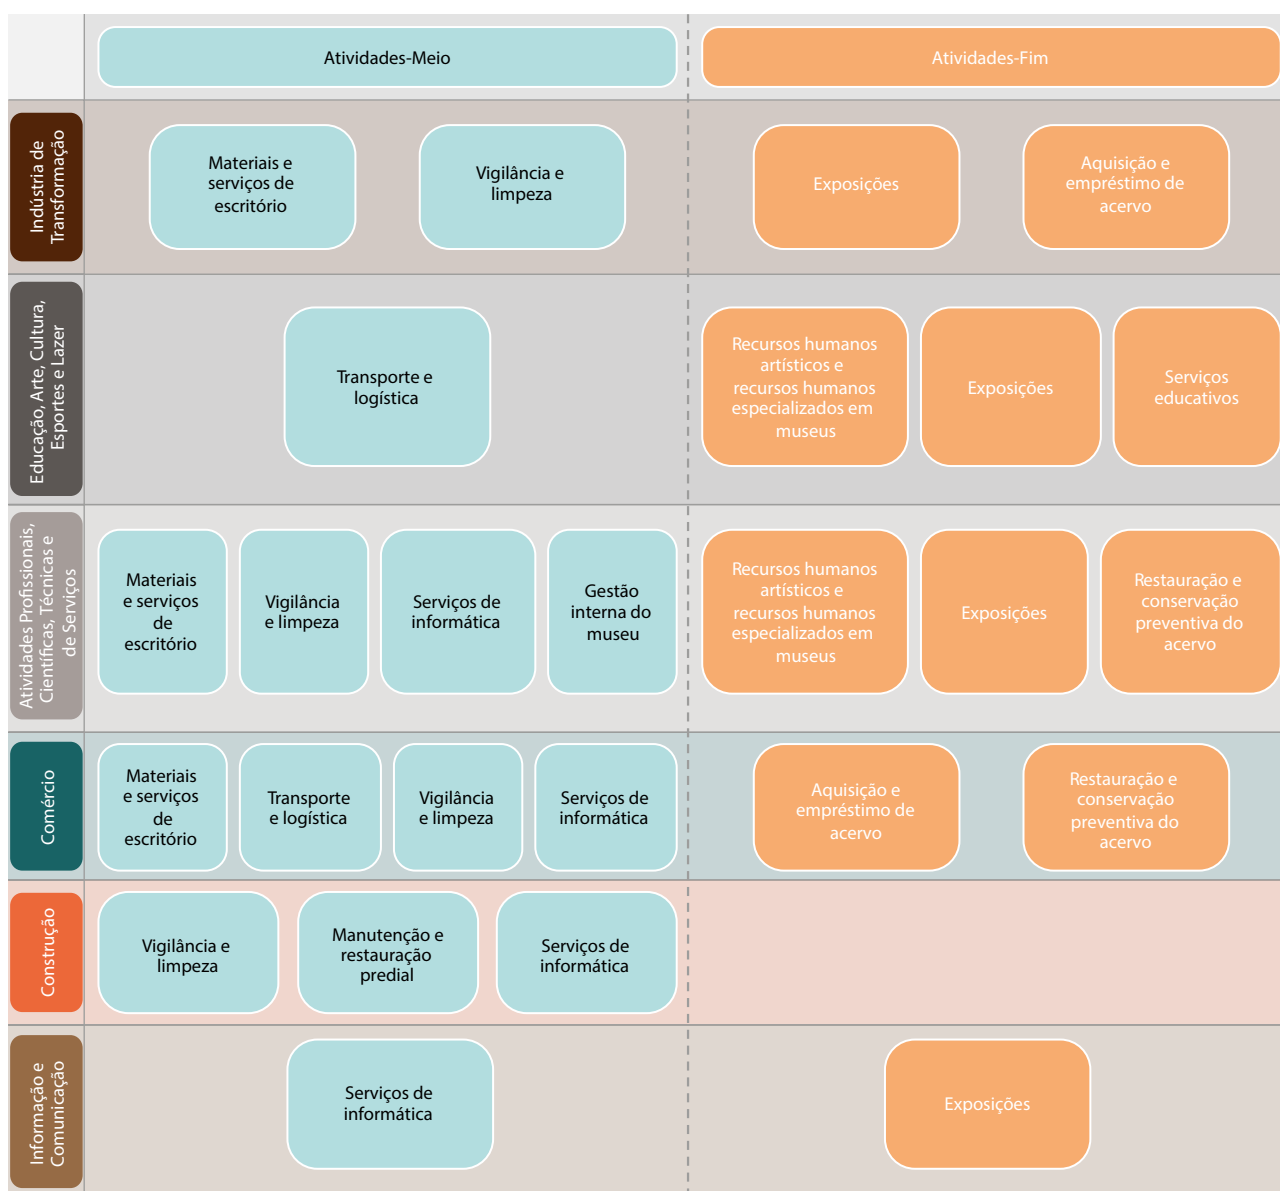 Atividades-Meio
Atividades-Fim
Indústria de
Transformação
Materiais e
serviços de
escritório
Vigilância e
limpeza
Exposições
Aquisição e
empréstimo de
acervo
Educação, Arte, Cultura,
Esportes e Lazer
Transporte e
logística
Recursos humanos
artísticos e
recursos humanos
especializados em
museus
Exposições
Serviços
educativos
Atividades Profissionais,
Científicas, Técnicas e
de Serviços
Materiais
e serviços
de
escritório
Vigilância
e limpeza
Serviços de
informática
Gestão
interna do
museu
Recursos humanos
artísticos e
recursos humanos
especializados em
museus
Exposições
Restauração e
conservação
preventiva do
acervo
Comércio
Materiais
e serviços
de
escritório
Transporte
e logística
Vigilância
e limpeza
Serviços de
informática
Aquisição e
empréstimo de
acervo
Restauração e
conservação
preventiva do
acervo
Construção
Vigilância e
limpeza
Manutenção e
restauração
predial
Serviços de
informática
Informação e
Comunicação
Serviços de
informática
Exposições